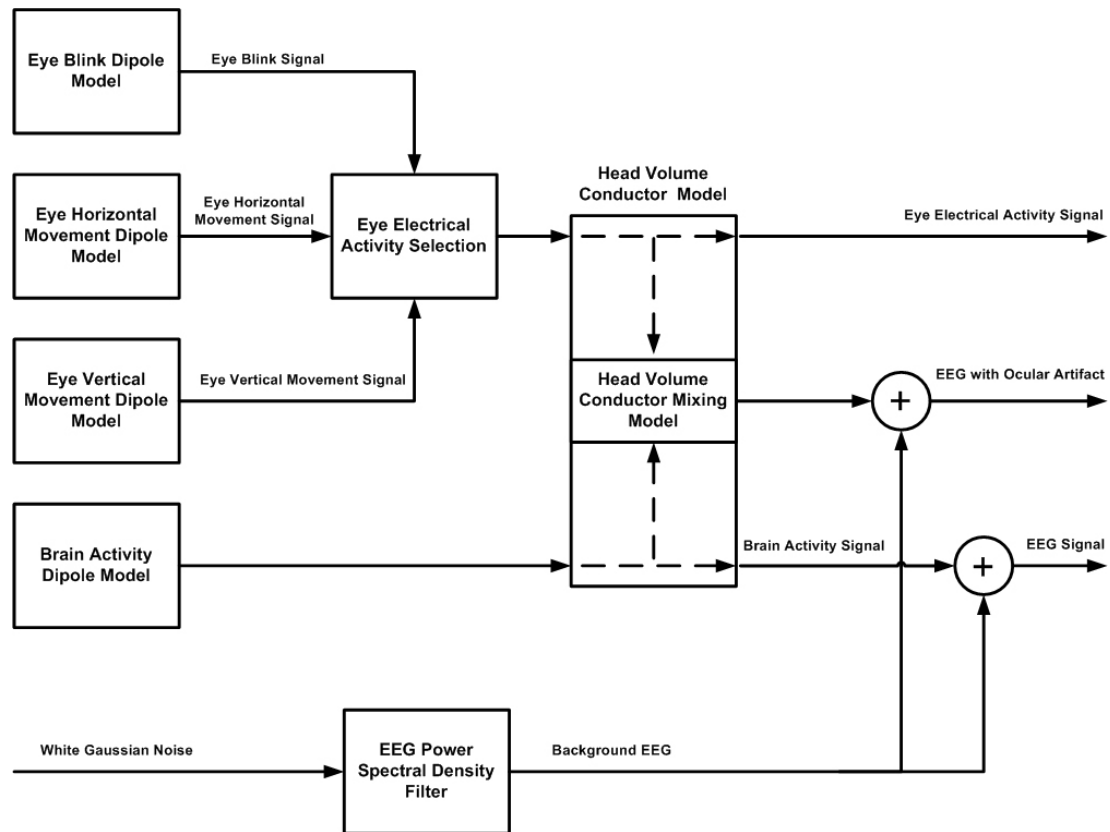 Eye Blink Dipole
Model
Eye Blink Signal
Eye Horizontal
Movement Dipole
Model
Eye Horizontal
Movement Signal
Eye Electrical
Activity Selection
Head Volume
Conductor Model
Eye Electrical Activity Signal
Eye Vertical
Movement Dipole
Model
Eye Vertical Movement Signal
Head Volume
Conductor Mixing
Model
+
EEG with Ocular Artifact
Brain Activity
Dipole Model
Brain Activity Signal
+
EEG Signal
White Gaussian Noise
EEG Power
Spectral Density
Filter
Background EEG